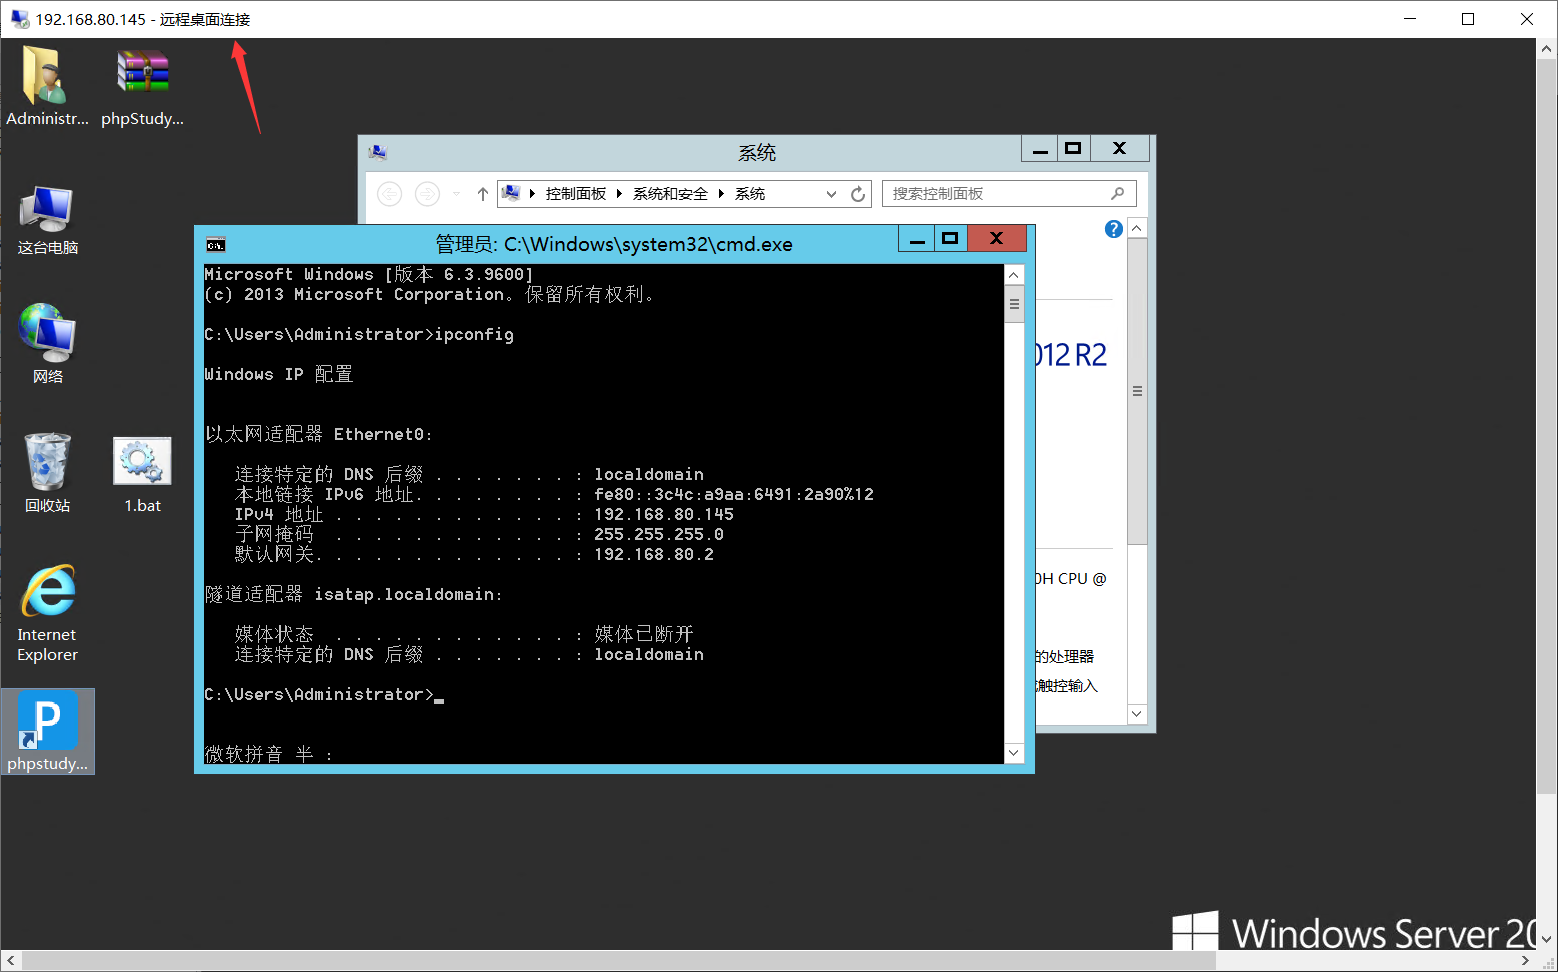 192.168.80.145 - 远程桌面连接
Administr...
phpStudy...
这台电脑
网络
回收站
1.bat
Internet
Explorer
phpstudy...
系统
控制面板 系统和安全 系统
搜索控制面板
012 R2
0H CPU @
的处理器
触控输入
管理员: C:\Windows\system32\cmd.exe
Microsoft Windows [版本 6.3.9600]
(c) 2013 Microsoft Corporation。保留所有权利。
C:\Users\Administrator>ipconfig
Windows IP 配置
以太网适配器 Ethernet0:
连接特定的 DNS 后缀 . . . . . . . : localdomain
本地链接 IPv6 地址. . . . . . . . : fe80::3c4c:a9aa:6491:2a90%12
IPv4 地址 . . . . . . . . . . . . : 192.168.80.145
子网掩码  . . . . . . . . . . . . : 255.255.255.0
默认网关. . . . . . . . . . . . . : 192.168.80.2
隧道适配器 isatap.localdomain:
媒体状态  . . . . . . . . . . . . : 媒体已断开
连接特定的 DNS 后缀 . . . . . . . : localdomain
C:\Users\Administrator>_
微软拼音 半 :
Windows Server 20